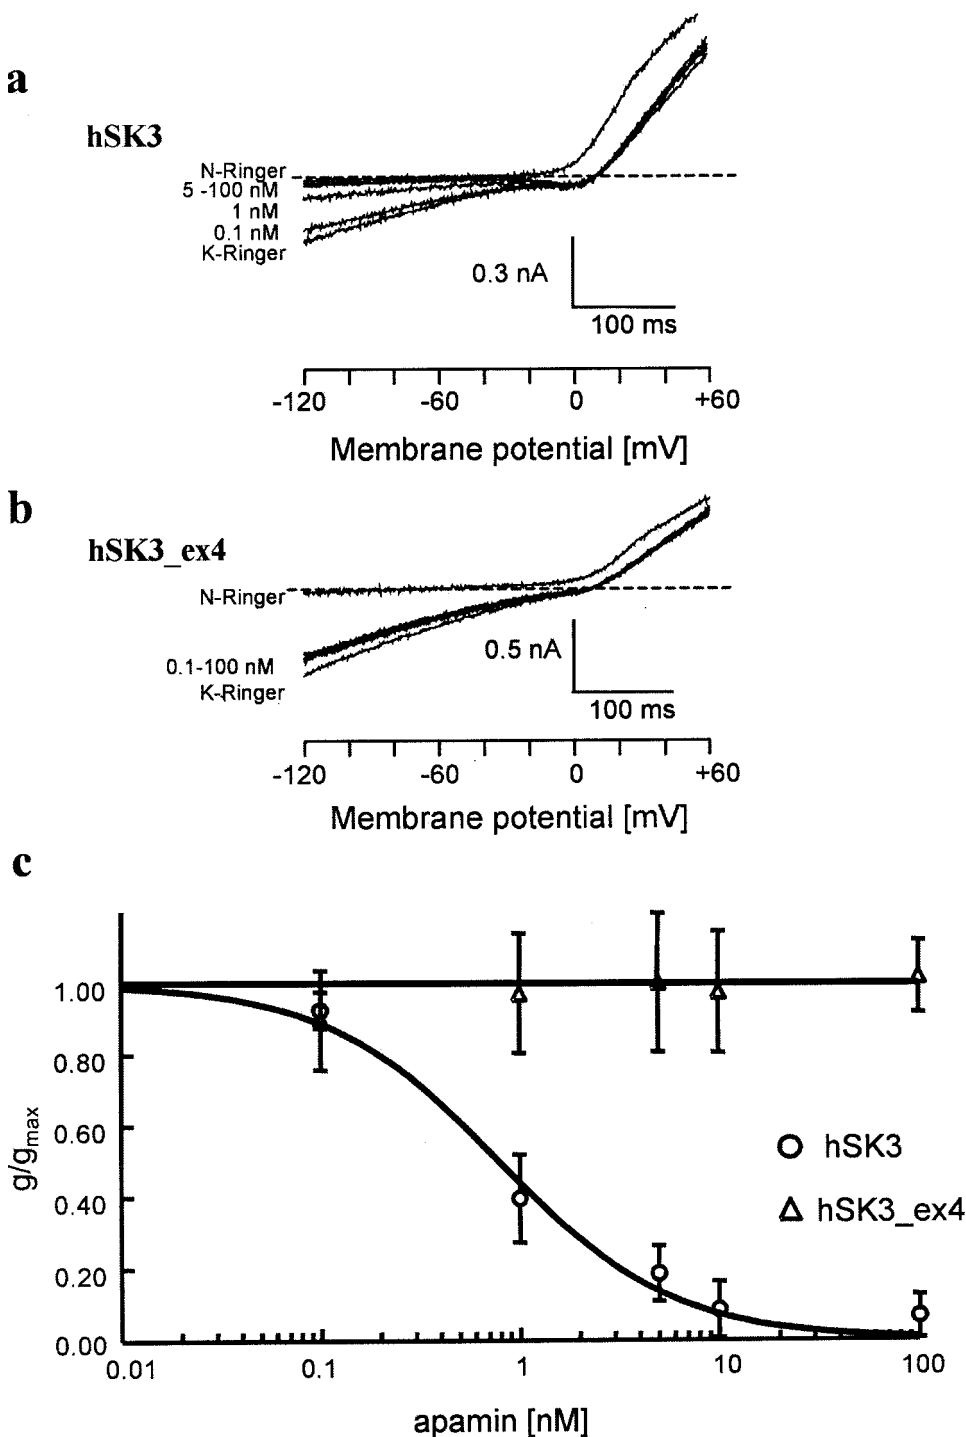 a
hSK3
N-Ringer
5 -100 nM
1 nM
0.1 nM
K-Ringer
0.3 nA
100 ms
-120 -60 0 +60
Membrane potential [mV]
b
hSK3_ex4
N-Ringer
0.1-100 nM
K-Ringer
0.5 nA
100 ms
-120 -60 0 +60
Membrane potential [mV]
c
1.00
0.80
0.60
0.40
0.20
0.00
g/gmax
hSK3
hSK3_ex4
0.01 0.1 1 10 100
apamin [nM]